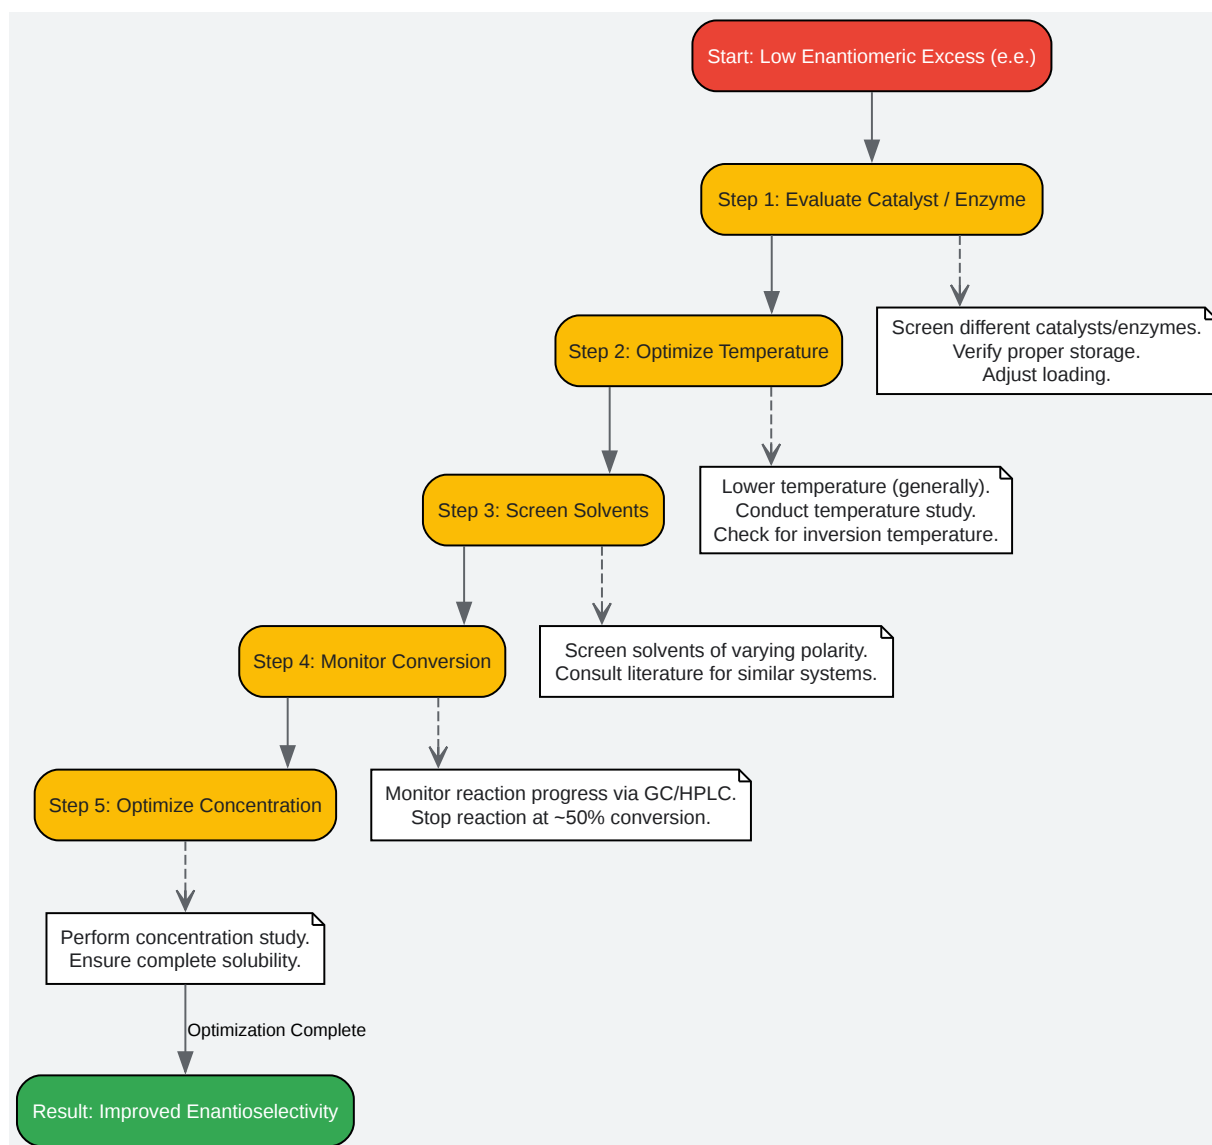 Start: Low Enantiomeric Excess (e.e.)
Step 1: Evaluate Catalyst / Enzyme
Screen different catalysts/enzymes.
Verify proper storage.
Adjust loading.
Step 2: Optimize Temperature
Lower temperature (generally).
Conduct temperature study.
Check for inversion temperature.
Step 3: Screen Solvents
Screen solvents of varying polarity.
Consult literature for similar systems.
Step 4: Monitor Conversion
Monitor reaction progress via GC/HPLC.
Stop reaction at ~50% conversion.
Step 5: Optimize Concentration
Perform concentration study.
Ensure complete solubility.
Optimization Complete
Result: Improved Enantioselectivity